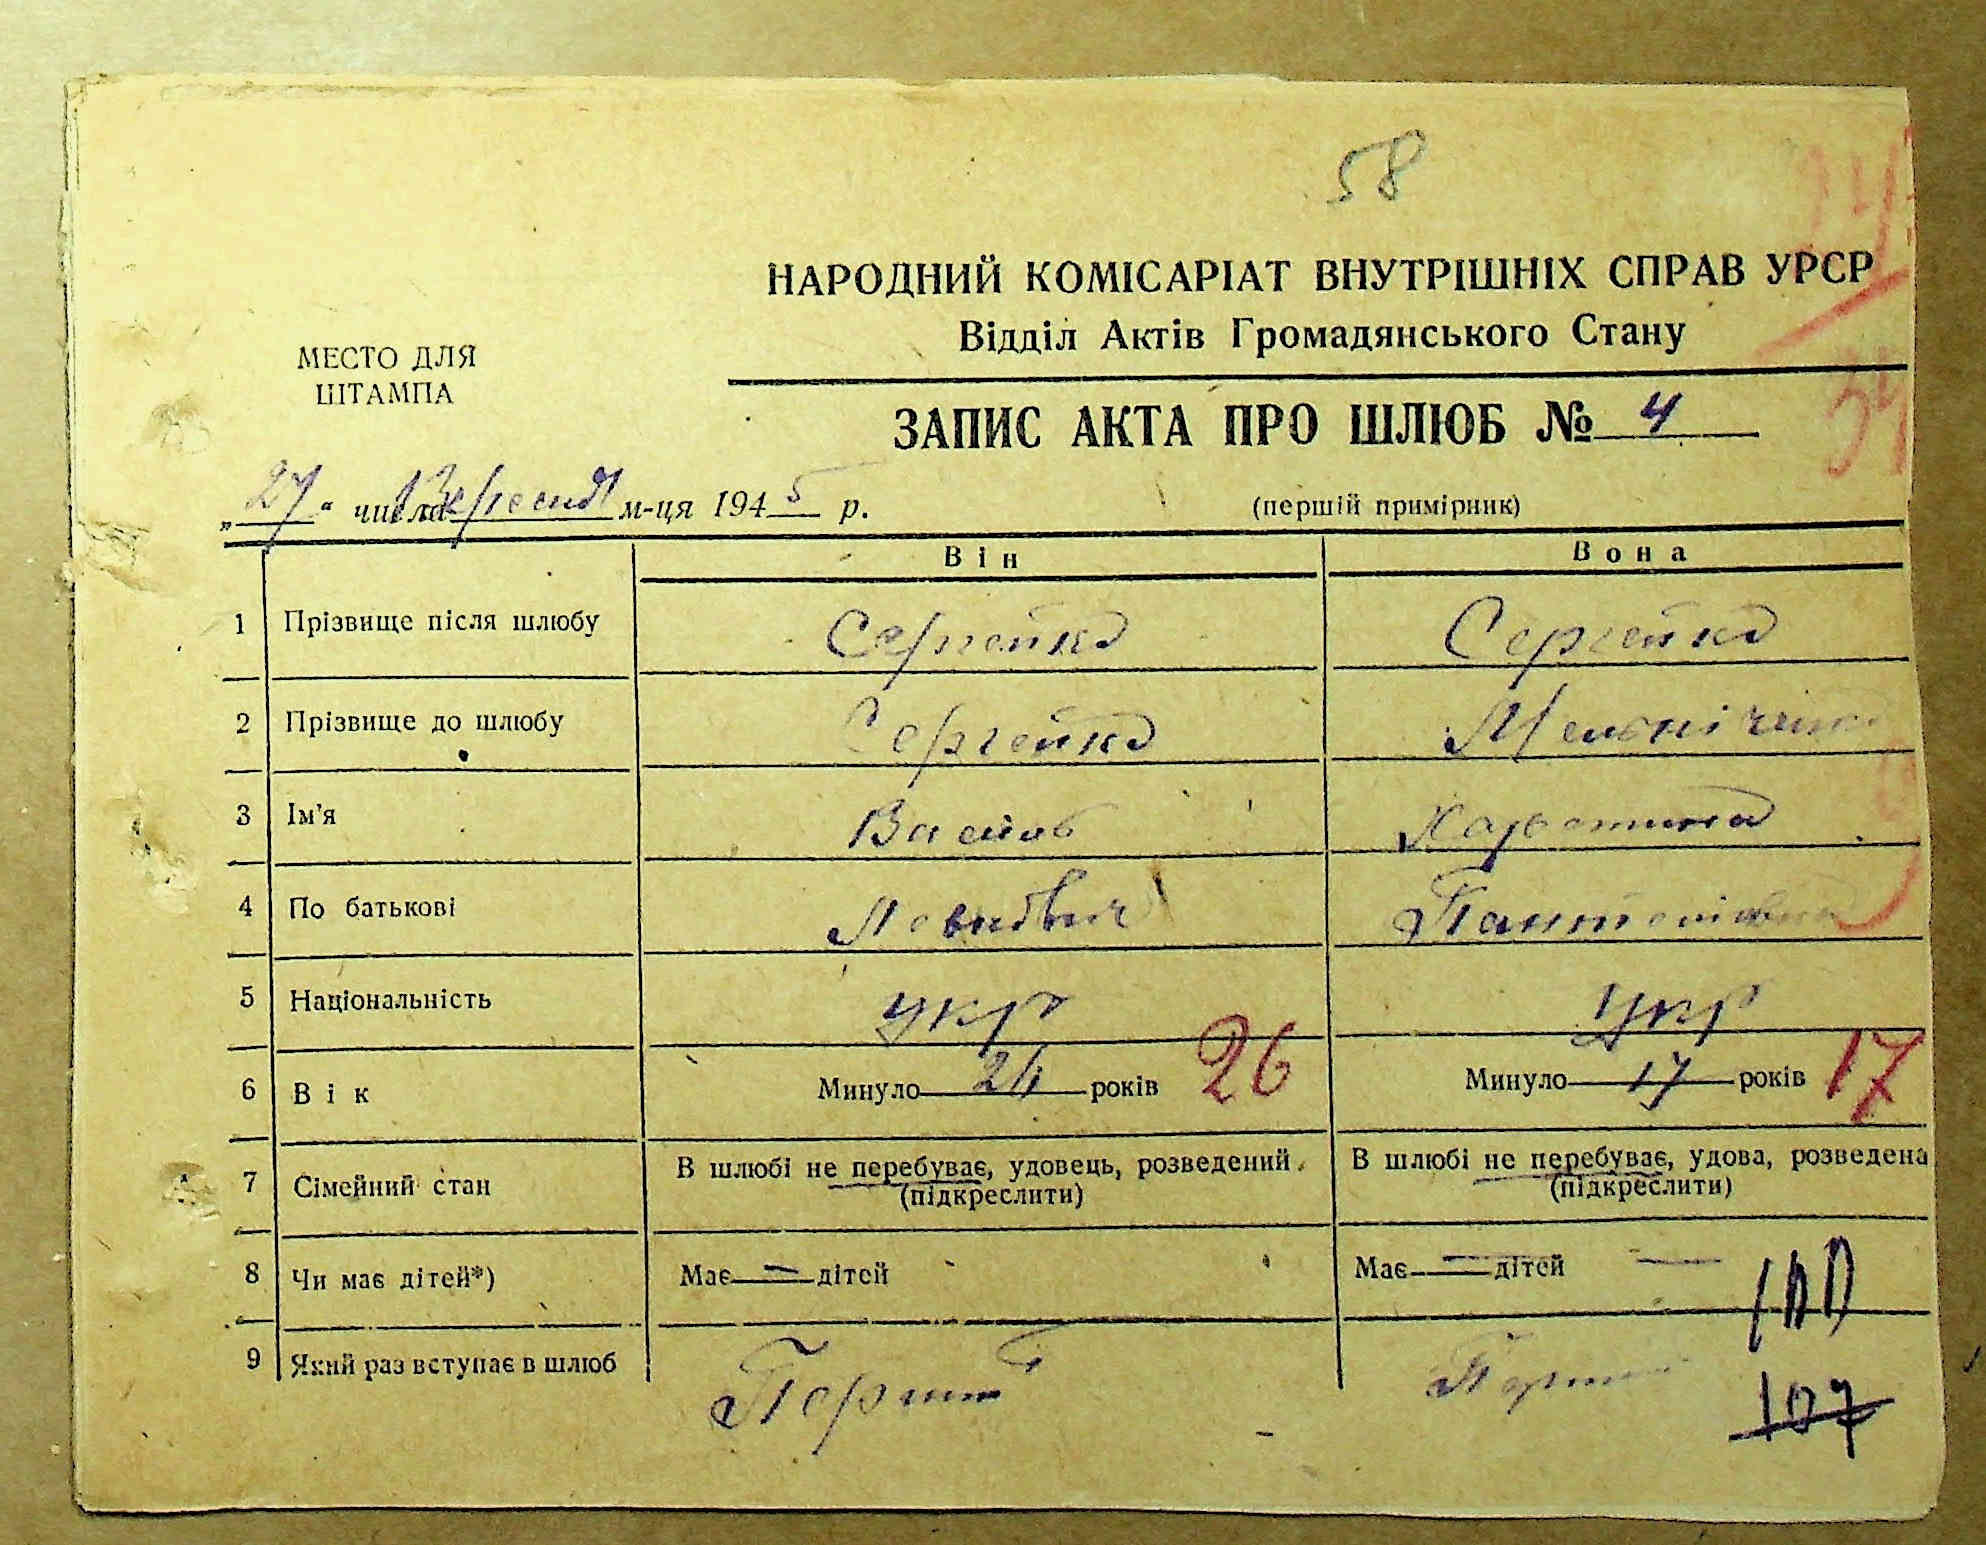 58
НАРОДНИЙ КОМІСАРІАТ ВНУТРІШНІХ СПРАВ УРСР
Відділ Актів Громадянського Стану
МЕСТО ДЛЯ
ШТАМПА
ЗАПИС АКТА ПРО ШЛЮБ № 4
„27“ числа м-ця 1945 р.
(першій примірник)
Він Вона
1 Прізвище після шлюбу Сергейко Сергейко
2 Прізвище до шлюбу Сергейко
3 Ім'я Василь
4 По батькові
5 Національність укр укр
6 Вік Минуло років 26 Минуло 17 років 17
7 Сімейний стан В шлюбі не перебуває, удовець, розведений. В шлюбі не перебуває, удова, розведена
(підкреслити) (підкреслити)
8 Чи має дітей*) Має — дітей Має — дітей —
9 Який раз вступає в шлюб
107